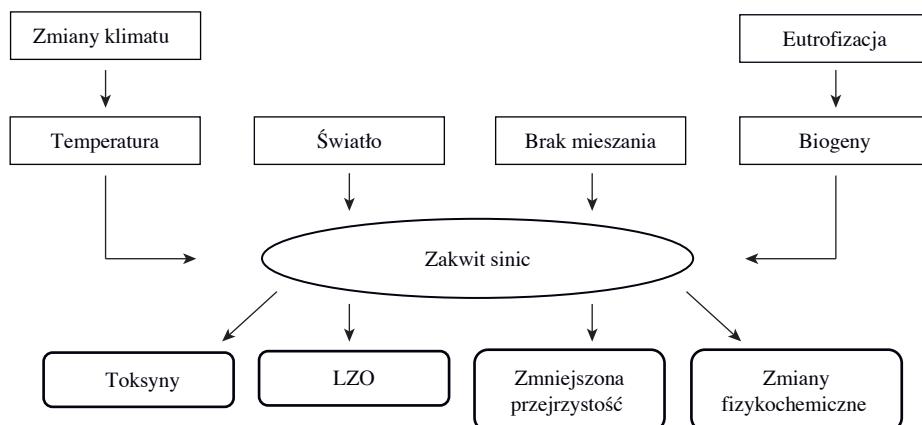 Zmiany klimatu
Eutrofizacja
Temperatura
Światło
Brak mieszania
Biogeny
Zakwit sinic
Toksyny
LZO
Zmniejszona
przejrzystość
Zmiany
fizykochemiczne